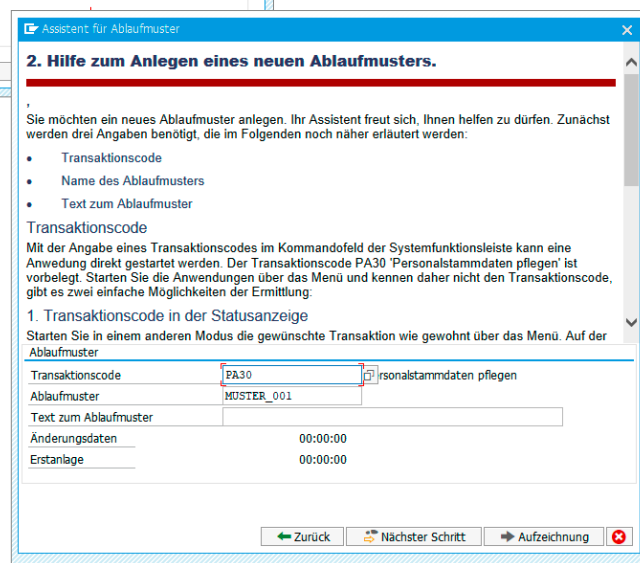 Assistent für Ablaufmuster
2. Hilfe zum Anlegen eines neuen Ablaufmusters.
,
Sie möchten ein neues Ablaufmuster anlegen. Ihr Assistent freut sich, Ihnen helfen zu dürfen. Zunächst
werden drei Angaben benötigt, die im Folgenden noch näher erläutert werden:
• Transaktionscode
• Name des Ablaufmusters
• Text zum Ablaufmuster
Transaktionscode
Mit der Angabe eines Transaktionscodes im Kommandofeld der Systemfunktionsleiste kann eine
Anwedung direkt gestartet werden. Der Transaktionscode PA30 'Personalstammdaten pflegen' ist
vorbelegt. Starten Sie die Anwendungen über das Menü und kennen daher nicht den Transaktionscode,
gibt es zwei einfache Möglichkeiten der Ermittlung:
1. Transaktionscode in der Statusanzeige
Starten Sie in einem anderen Modus die gewünschte Transaktion wie gewohnt über das Menü. Auf der
Ablaufmuster
Transaktionscode PA30 rsonalstammdaten pflegen
Ablaufmuster MUSTER_001
Text zum Ablaufmuster
Änderungsdaten 00:00:00
Erstanlage 00:00:00
Zurück Nächster Schritt Aufzeichnung